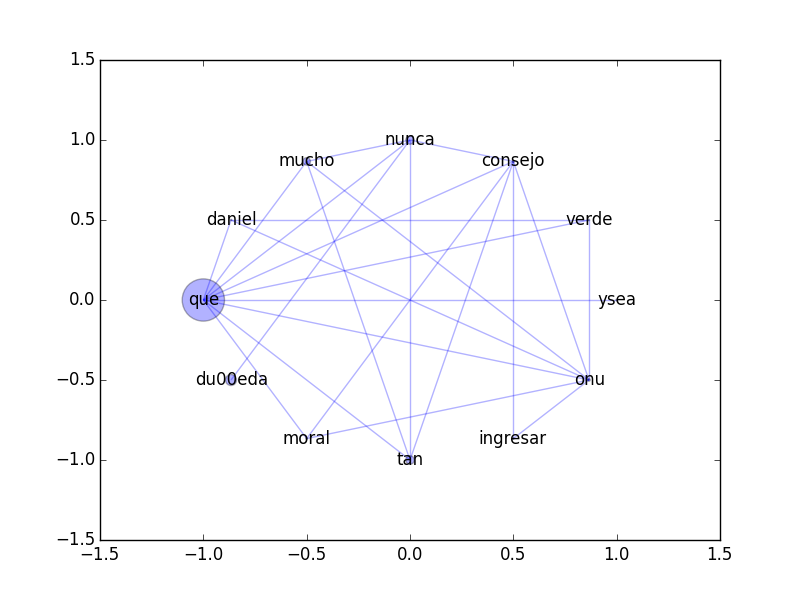 1.5
nunca
1.0
mucho consejo
daniel verde
0.5
que ysea
0.0
du00eda onu
−0.5
moral ingresar
tan
−1.0
−1.5
−1.5 −1.0 −0.5 0.0 0.5 1.0 1.5